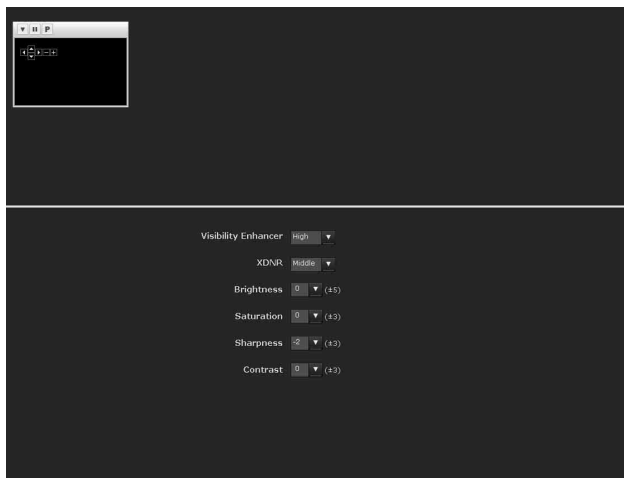 P
Visibility Enhancer High
XDNR Middle
Brightness 0 (±5)
Saturation 0 (±3)
Sharpness -2 (±3)
Contrast 0 (±3)